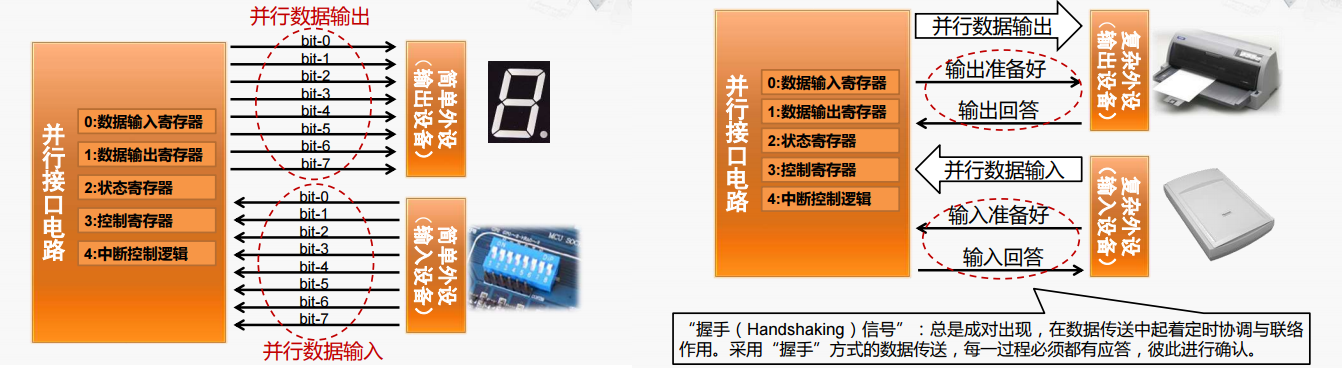 并行数据输出
bit-0
bit-1
bit-2
bit-3
bit-4
bit-5
bit-6
bit-7
并行接口电路
0:数据输入寄存器
1:数据输出寄存器
2:状态寄存器
3:控制寄存器
4:中断控制逻辑
简单外设
（输出设备）
bit-0
bit-1
bit-2
bit-3
bit-4
bit-5
bit-6
bit-7
简单外设
（输入设备）
并行数据输入
并行接口电路
0:数据输入寄存器
1:数据输出寄存器
2:状态寄存器
3:控制寄存器
4:中断控制逻辑
并行数据输出
输出准备好
输出回答
复杂外设
（输出设备）
并行数据输入
输入准备好
输入回答
复杂外设
（输入设备）
“握手（Handshaking）信号”：总是成对出现，在数据传送中起着定时协调与联络
作用。采用“握手”方式的数据传送，每一过程必须都有应答，彼此进行确认。